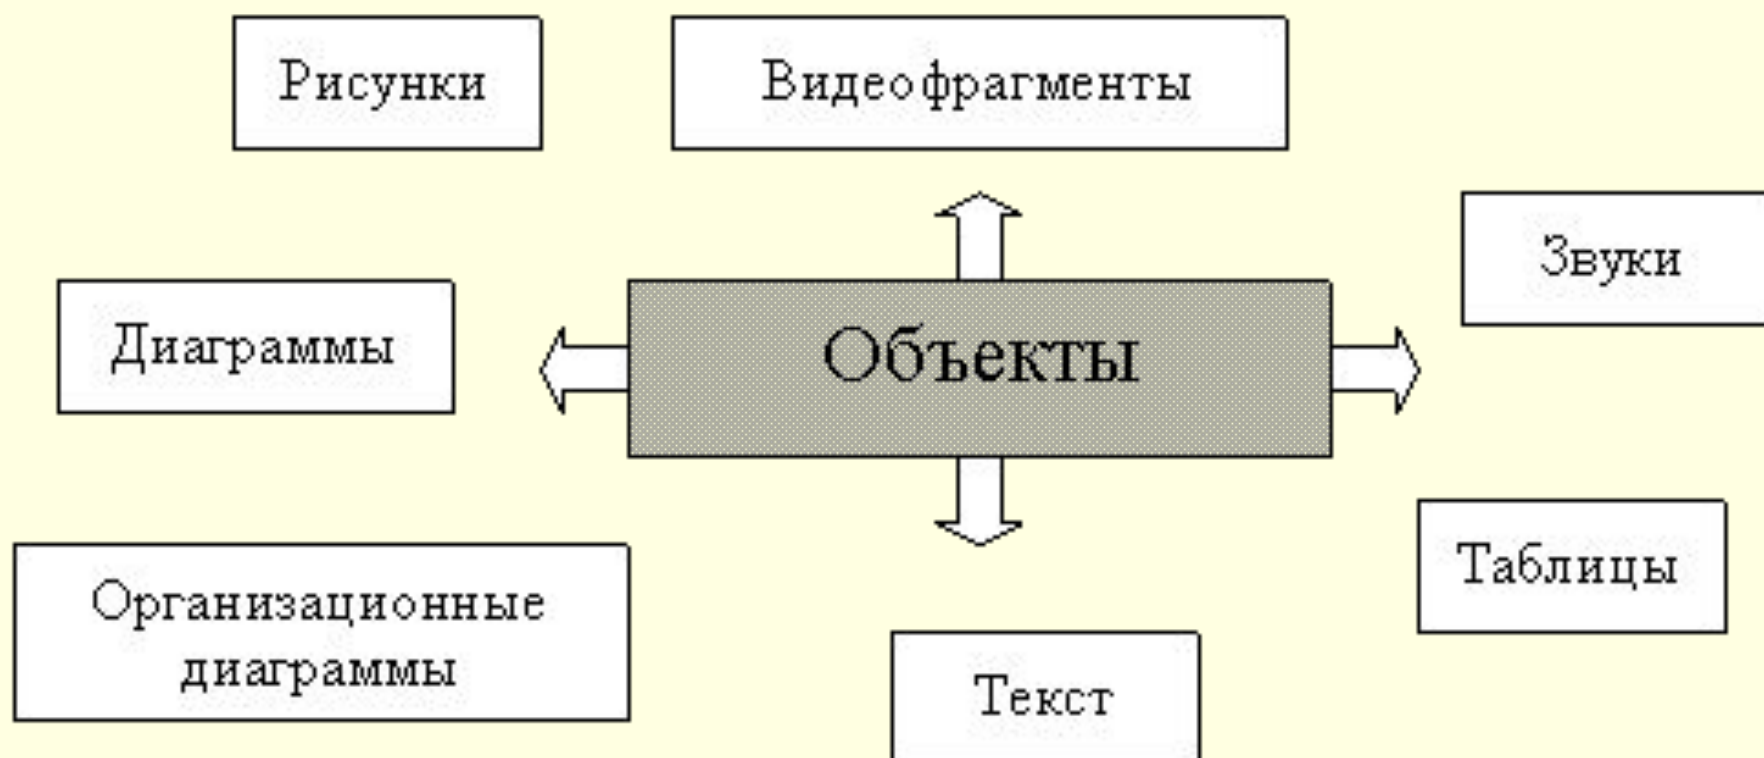 Рисунки
Видеофрагменты
Звуки
Диаграммы
Объекты
Таблицы
Организационные
диаграммы
Текст